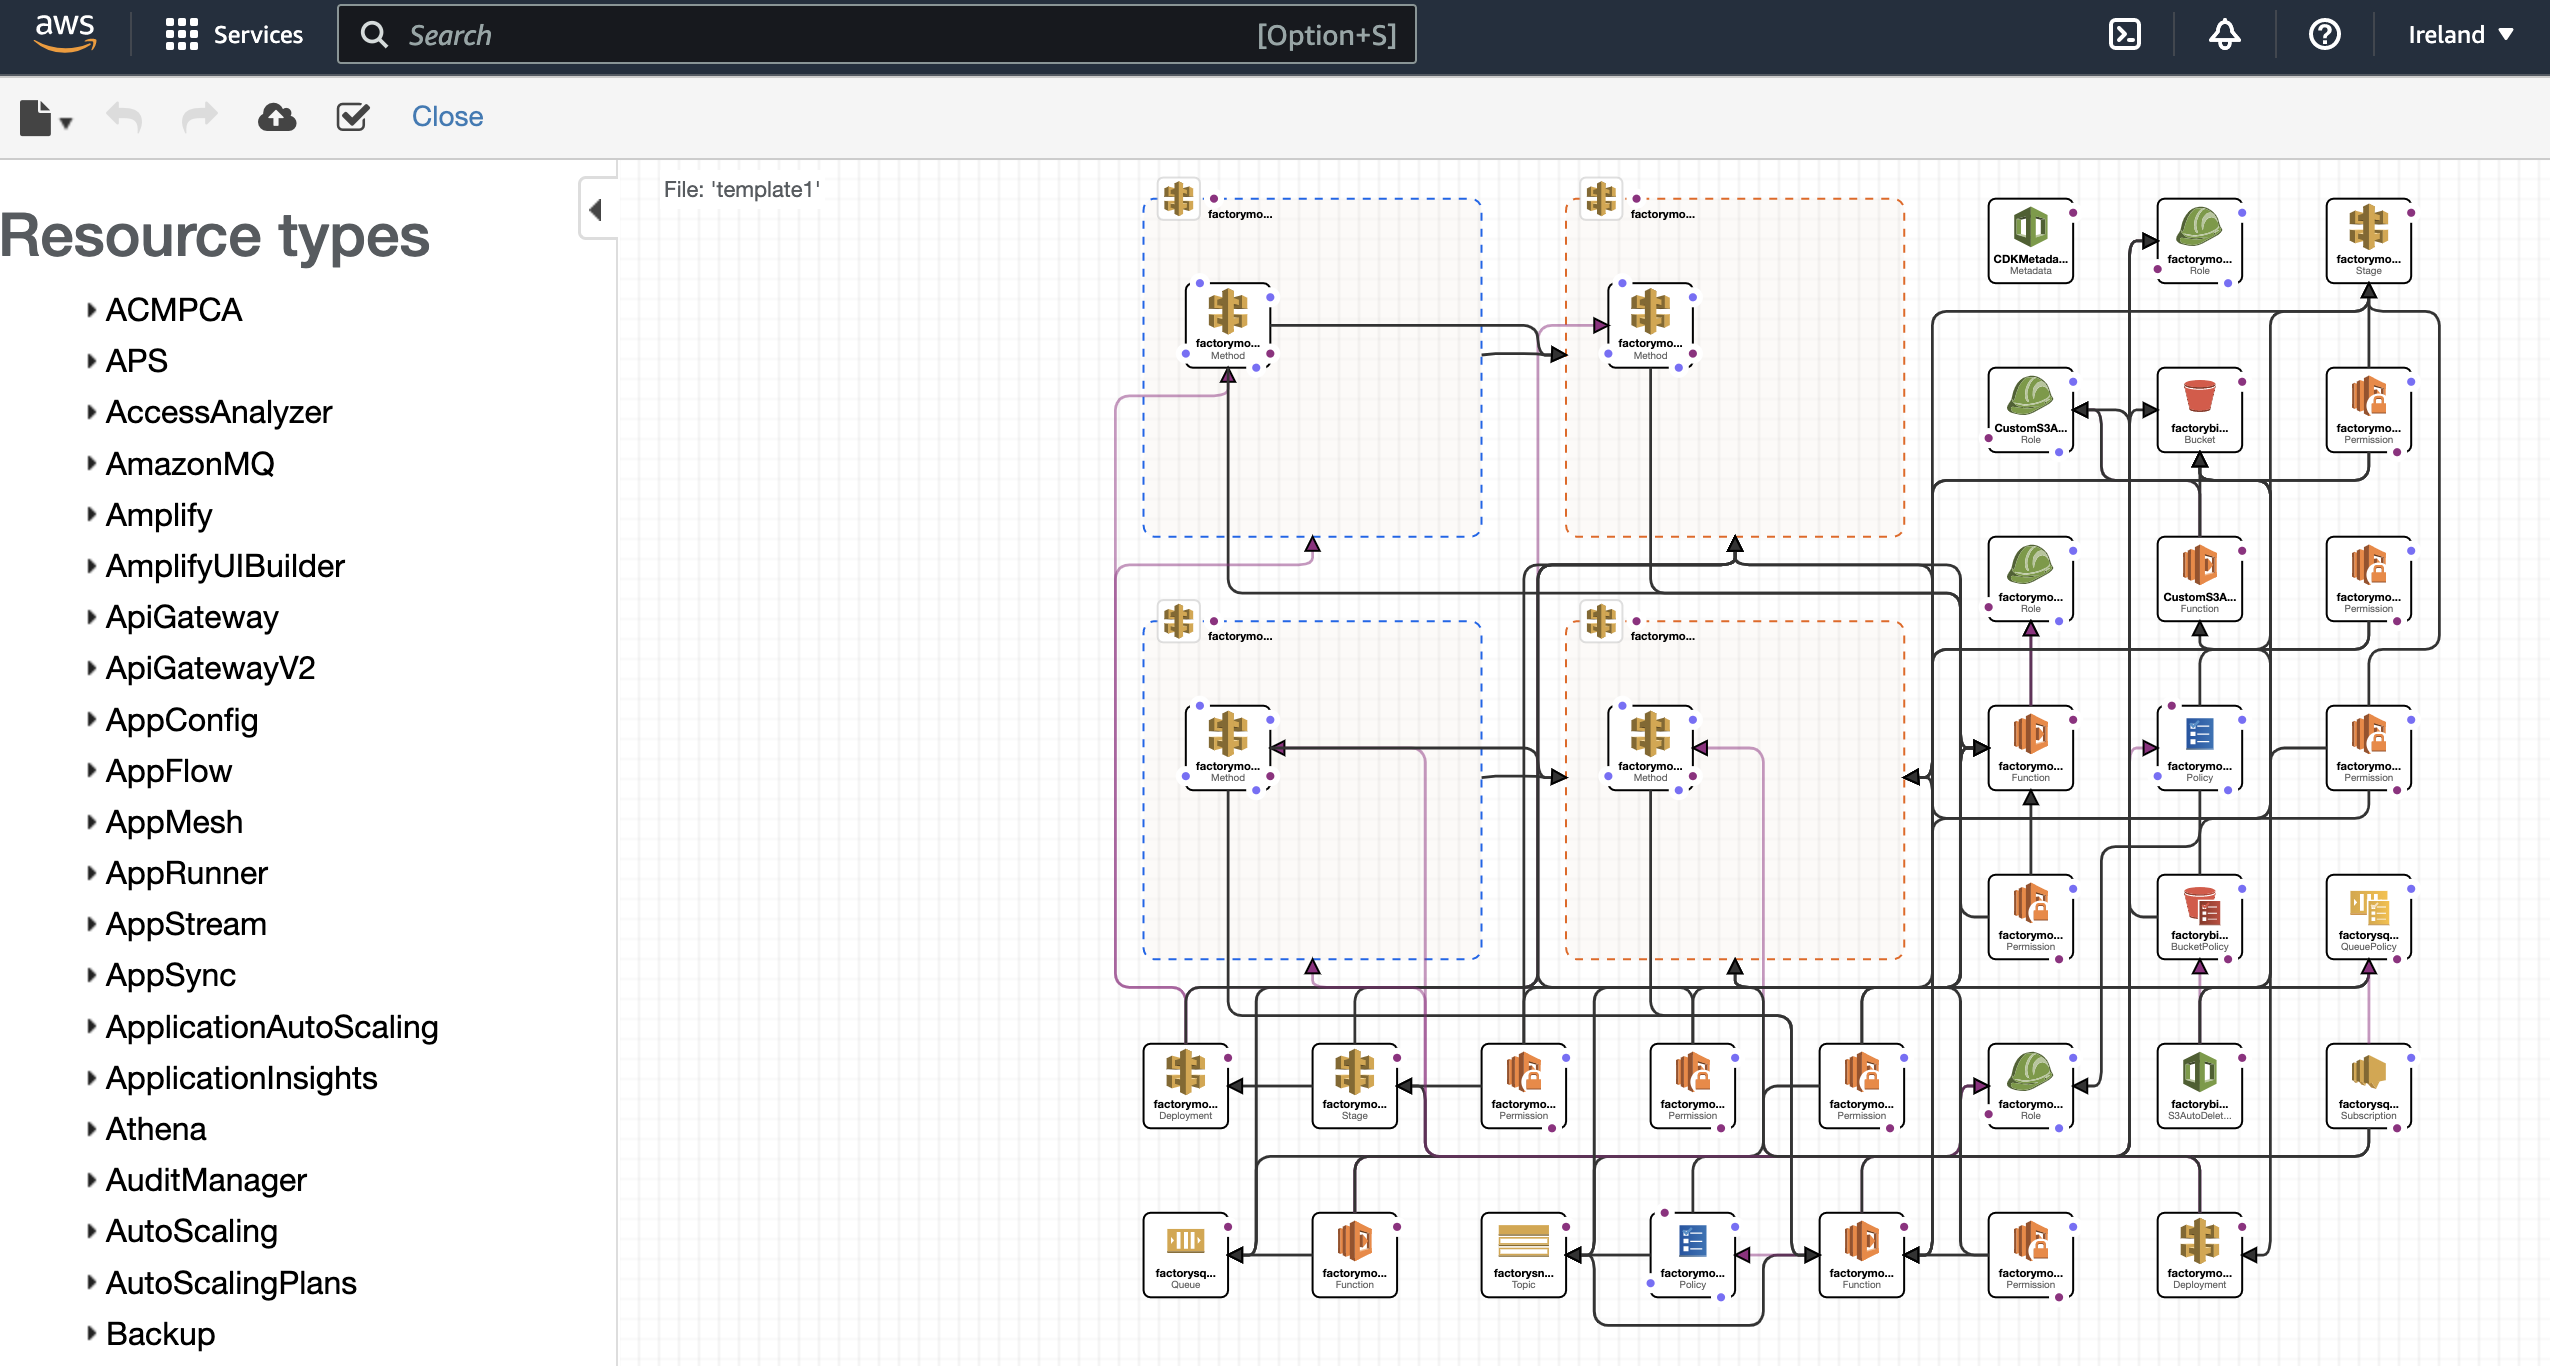 aws
Services
Search
[Option+S]
Ireland
Close
File: 'template1'
Resource types
ACMPCA
APS
AccessAnalyzer
AmazonMQ
Amplify
AmplifyUIBuilder
ApiGateway
ApiGatewayV2
AppConfig
AppFlow
AppMesh
AppRunner
AppStream
AppSync
ApplicationAutoScaling
ApplicationInsights
Athena
AuditManager
AutoScaling
AutoScalingPlans
Backup
factorymo...
factorymo...
CDKMetada...
Metadata
factorymo...
Role
factorymo...
Stage
factorymo...
Method
factorymo...
Method
CustomS3A...
Role
factorybi...
Bucket
factorymo...
Permission
factorymo...
Role
CustomS3A...
Function
factorymo...
Permission
factorymo...
factorymo...
factorymo...
Method
factorymo...
Method
factorymo...
Function
factorymo...
Policy
factorymo...
Permission
factorymo...
Permission
factorybi...
BucketPolicy
factorysq...
QueuePolicy
factorymo...
Deployment
factorymo...
Stage
factorymo...
Permission
factorymo...
Permission
factorymo...
Permission
factorymo...
Role
factorybi...
S3AutoDelet...
factorysq...
Subscription
factorysq...
Queue
factorymo...
Function
factorysn...
Topic
factorymo...
Policy
factorymo...
Function
factorymo...
Permission
factorymo...
Deployment